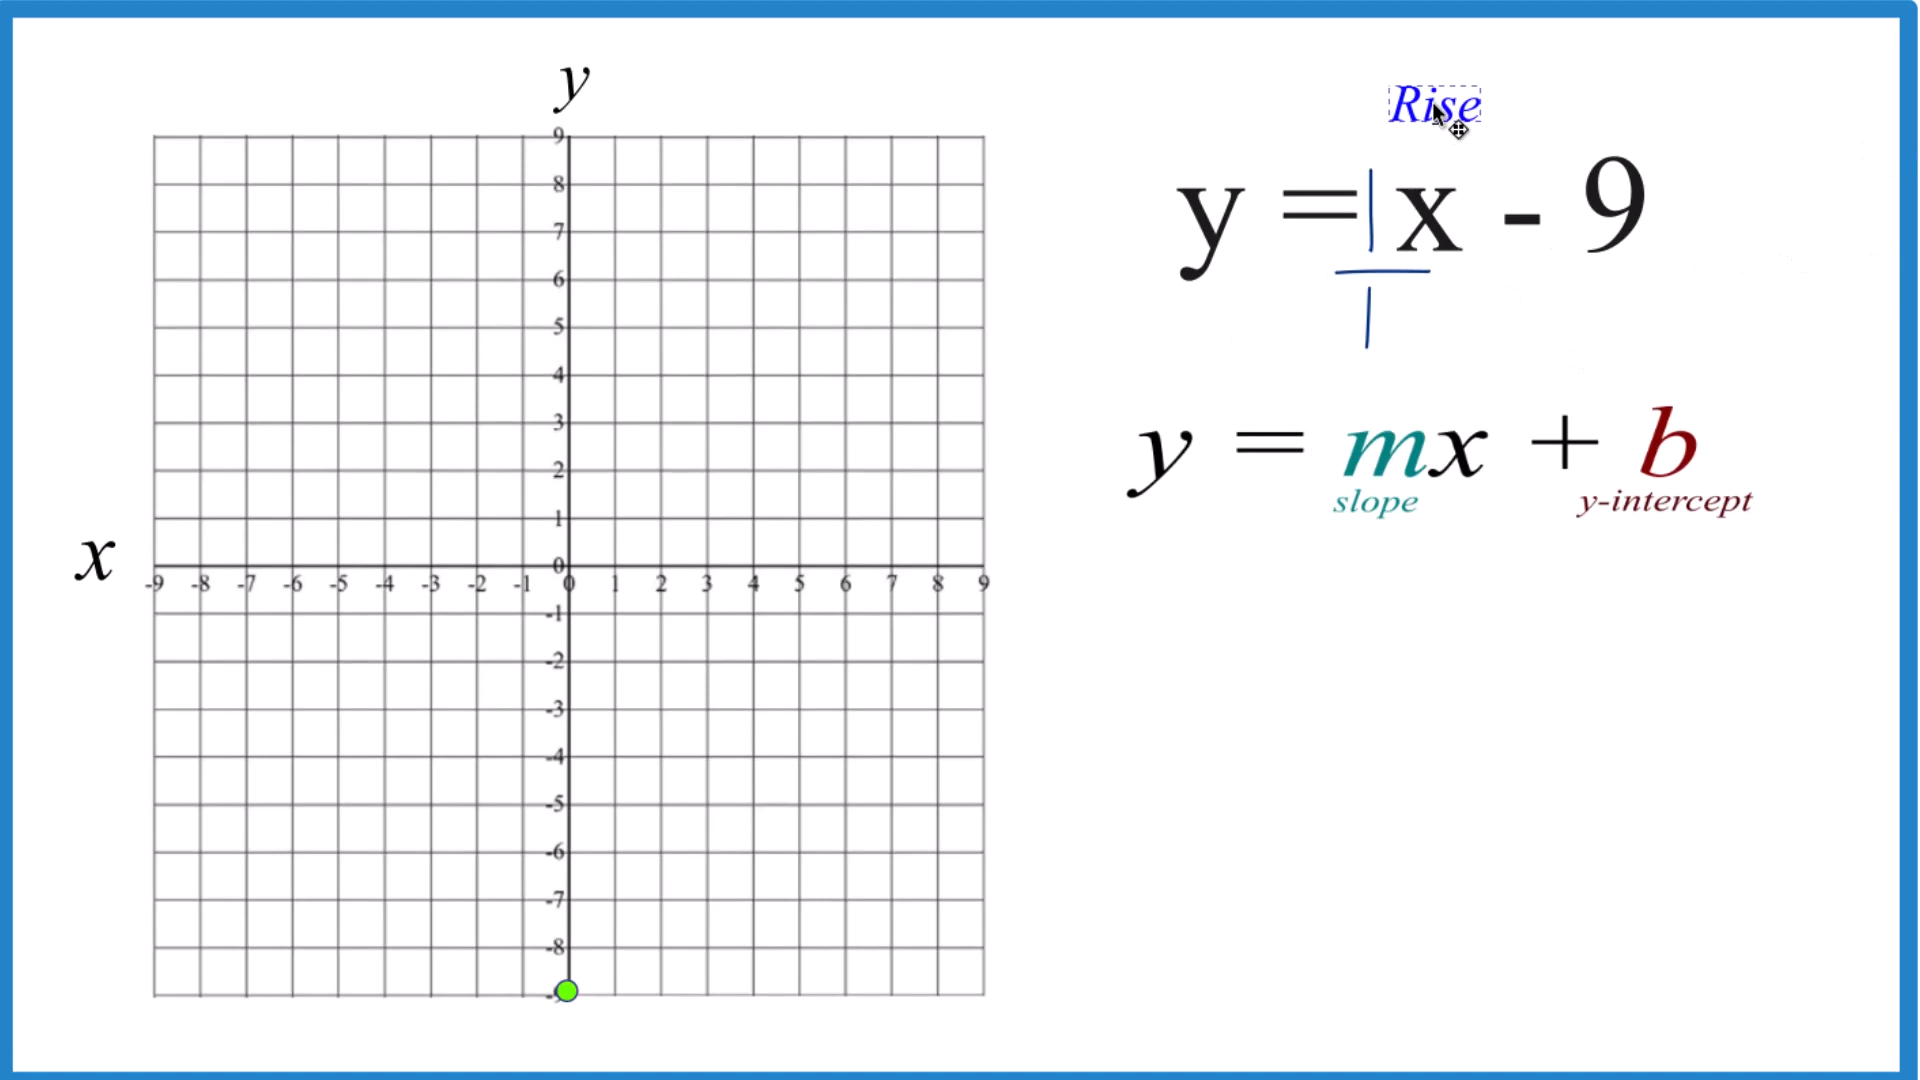 y
Rise
y = 1x - 9
1
y = mx + b
slope y-intercept
9
8
7
6
5
4
3
2
1
0
x
-9 -8 -7 -6 -5 -4 -3 -2 -1 0 1 2 3 4 5 6 7 8 9
-1
-2
-3
-4
-5
-6
-7
-8